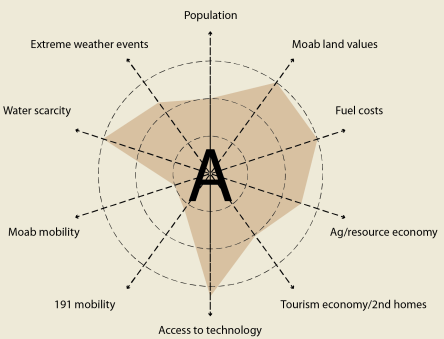 Population
Extreme weather events
Moab land values
Water scarcity
Fuel costs
A
Moab mobility
Ag/resource economy
191 mobility
Tourism economy/2nd homes
Access to technology